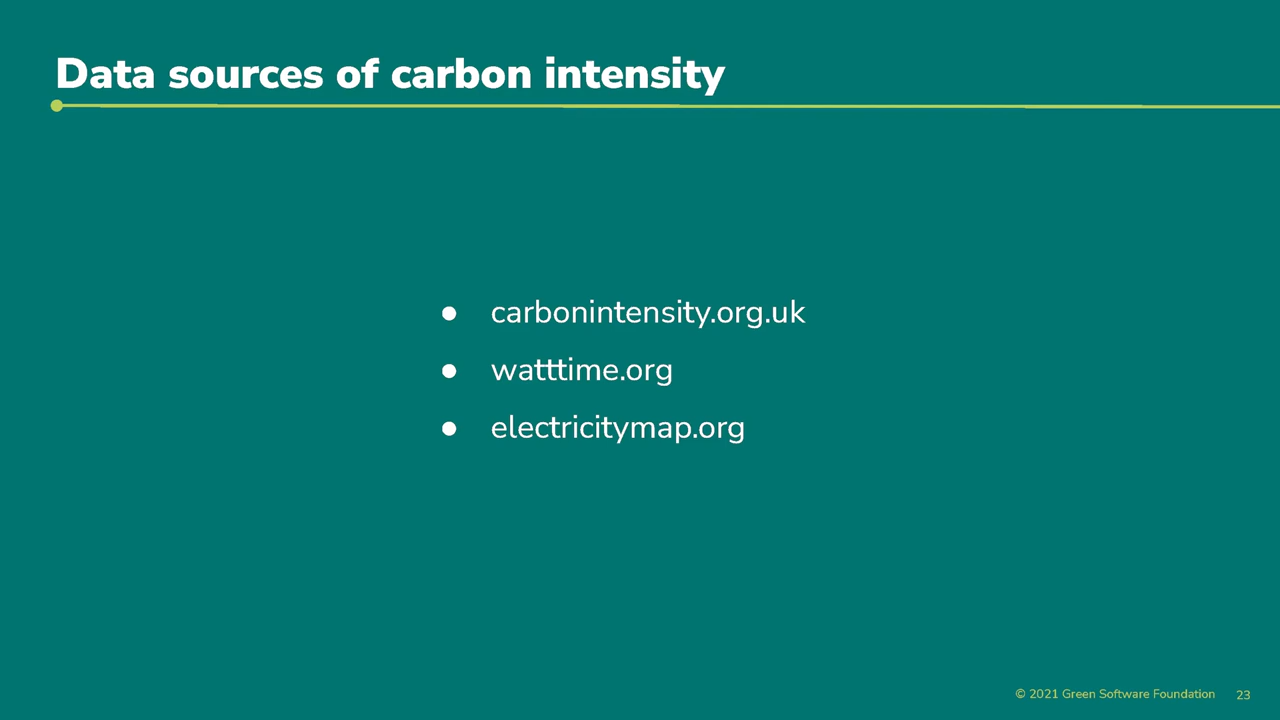 Data sources of carbon intensity
● carbonintensity.org.uk
● watttime.org
● electricitymap.org
© 2021 Green Software Foundation 23